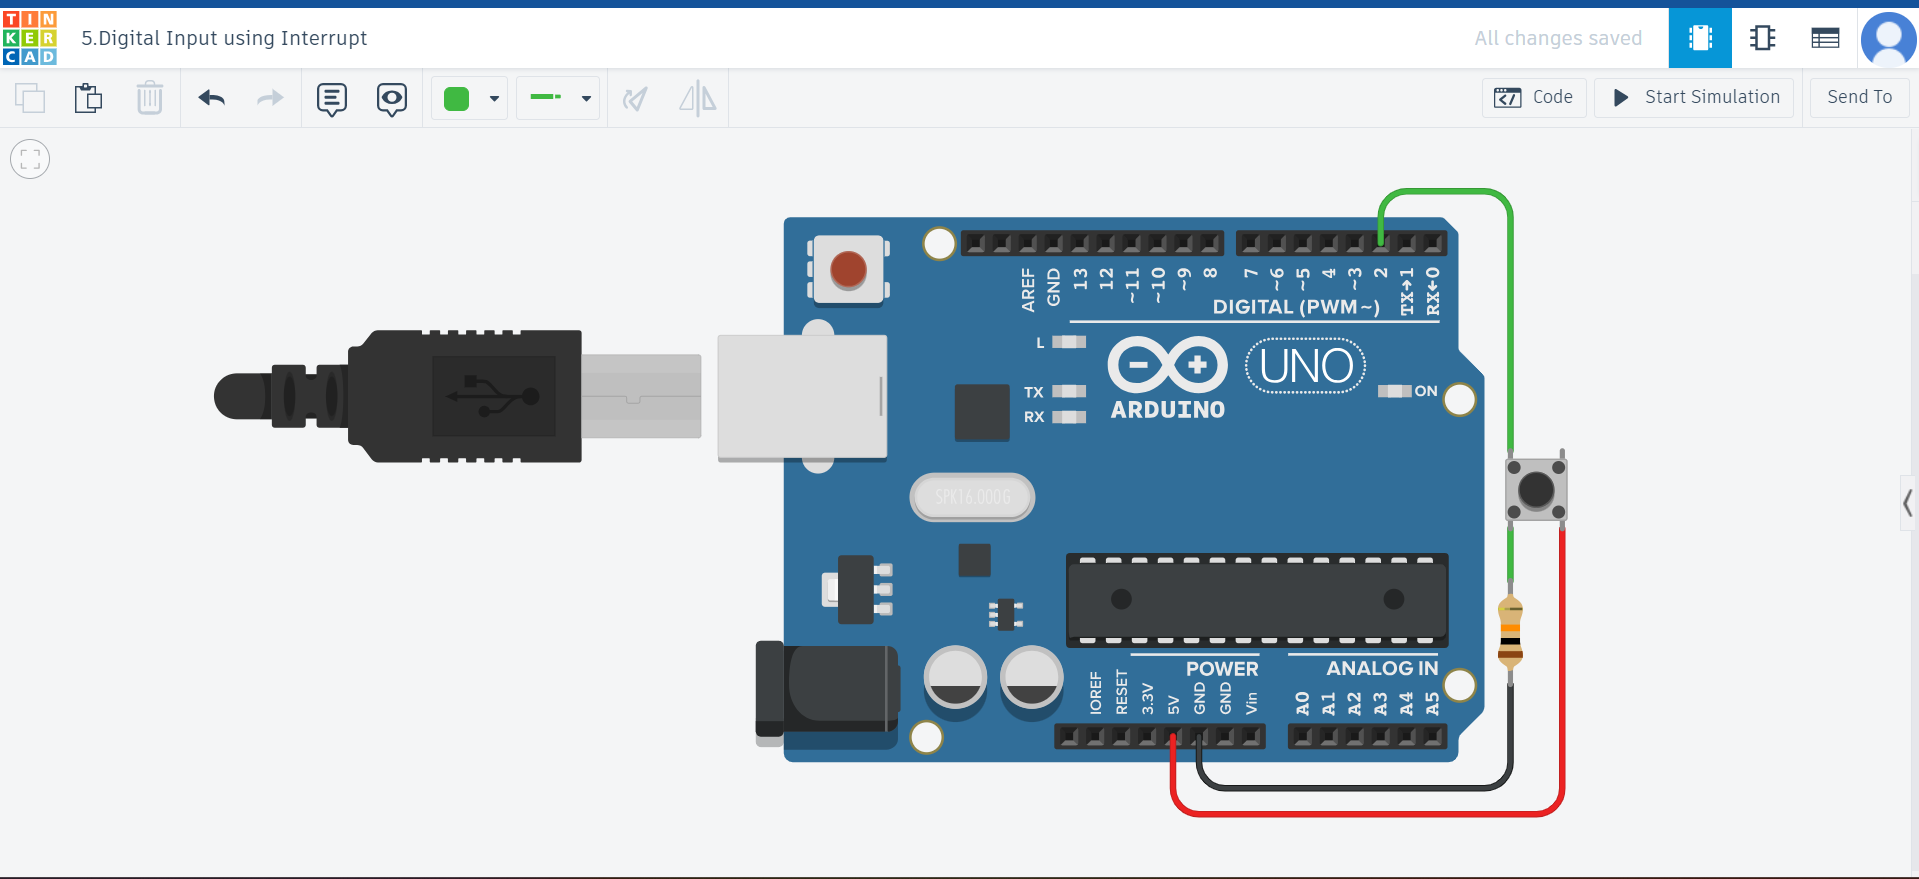 TINKERCAD
5.Digital Input using Interrupt
All changes saved
Code
Start Simulation
Send To
AREF
GND
13
12
~11
~10
~9
8
7
~6
~5
4
~3
2
TX→1
RX←0
DIGITAL (PWM~)
L
TX
RX
ARDUINO
UNO
ON
SPK16.000G
POWER
ANALOG IN
IOREF
RESET
3.3V
5V
GND
GND
Vin
A0
A1
A2
A3
A4
A5